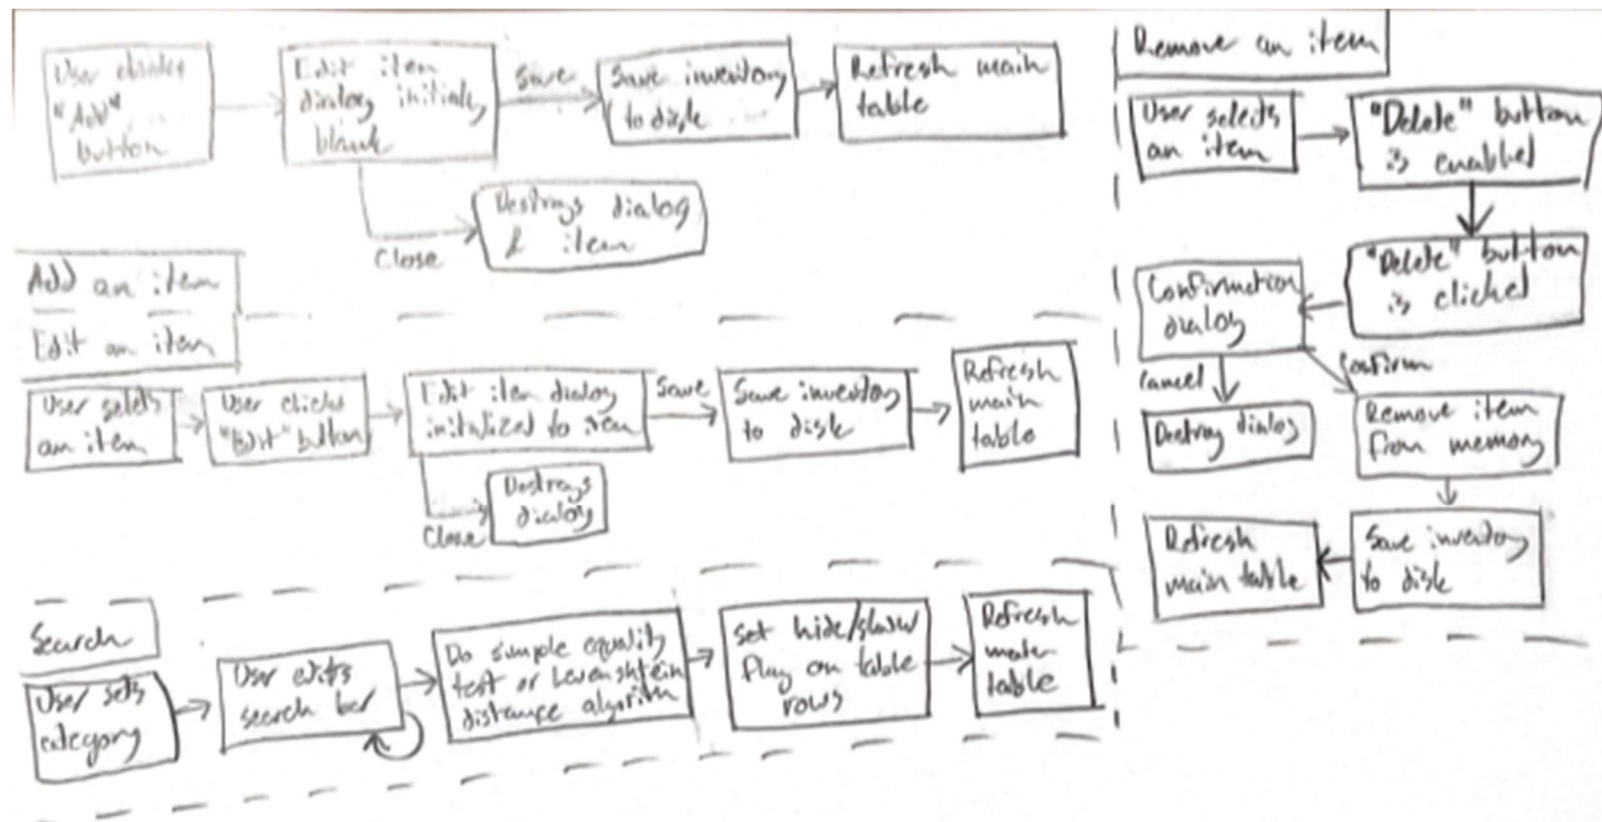 User clicks
"Add"
button
Edit item
dialog initialy
blank
Save
Save inventory
to disk
Refresh main
table
Close
Destroys dialog
& item
Add an item
Edit an item
User selects
an item
User clicks
"Edit" button
Edit item dialog
initialized to item
Save
Save inventory
to disk
Refresh
main
table
Close
Destroys
dialog
Search
User sets
category
User edits
search bar
Do simple equality
test or Levenshtein
distance algorithm
Set hide/show
flag on table
rows
Refresh
table
Remove an item
User selects
an item
"Delete" button
is enabled
"Delete" button
is clicked
Confirmation
dialog
Cancel
Confirm
Destroy dialog
Remove item
from memory
Save inventory
to disk
Refresh
main table